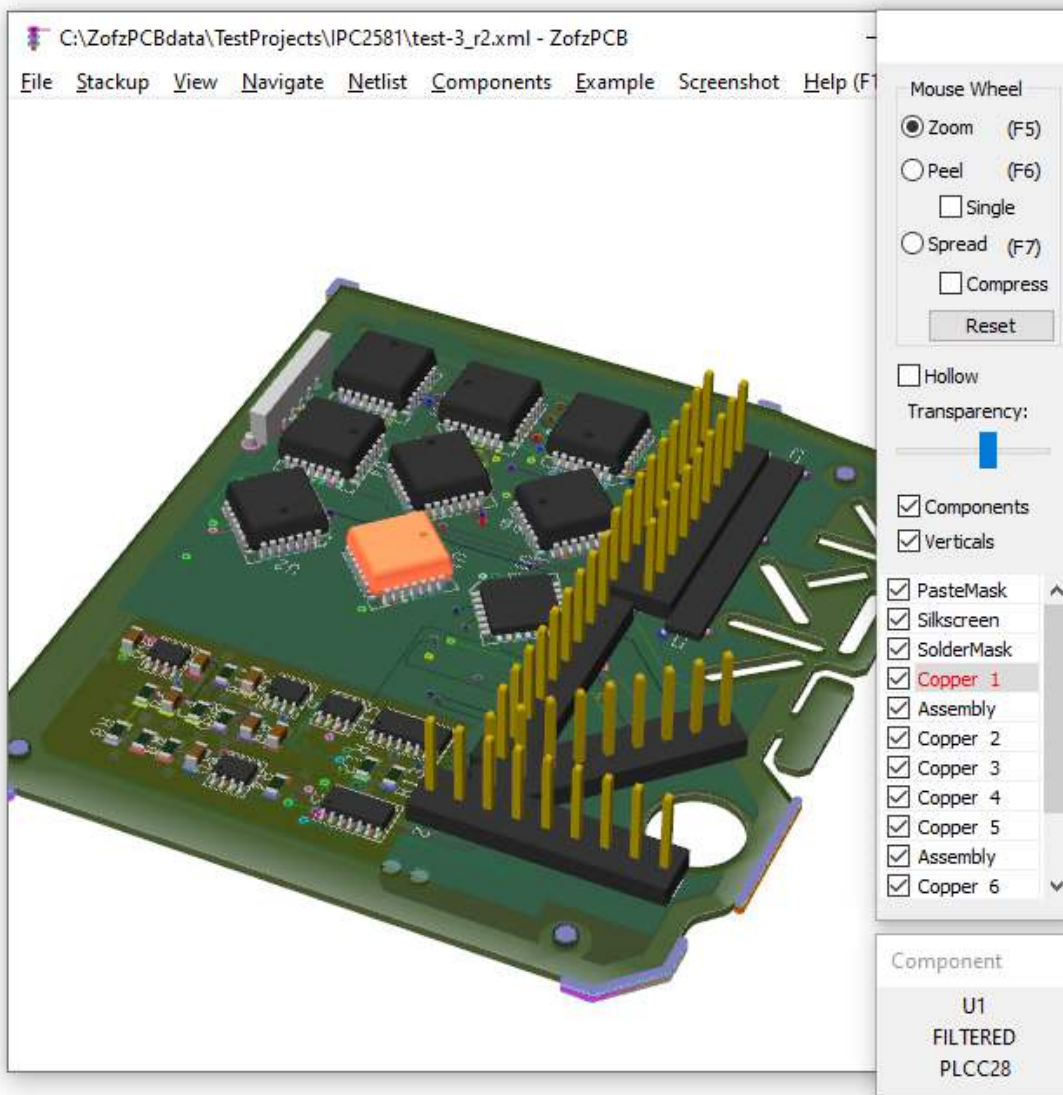 C:\ZofzPCBdata\TestProjects\IPC2581\test-3_r2.xml - ZofzPCB
File Stackup View Navigate Netlist Components Example Screenshot Help (F1
Mouse Wheel
Zoom (F5)
Peel (F6)
Single
Spread (F7)
Compress
Reset
Hollow
Transparency:
Components
Verticals
PasteMask
Silkscreen
SolderMask
Copper 1
Assembly
Copper 2
Copper 3
Copper 4
Copper 5
Assembly
Copper 6
Component
U1
FILTERED
PLCC28